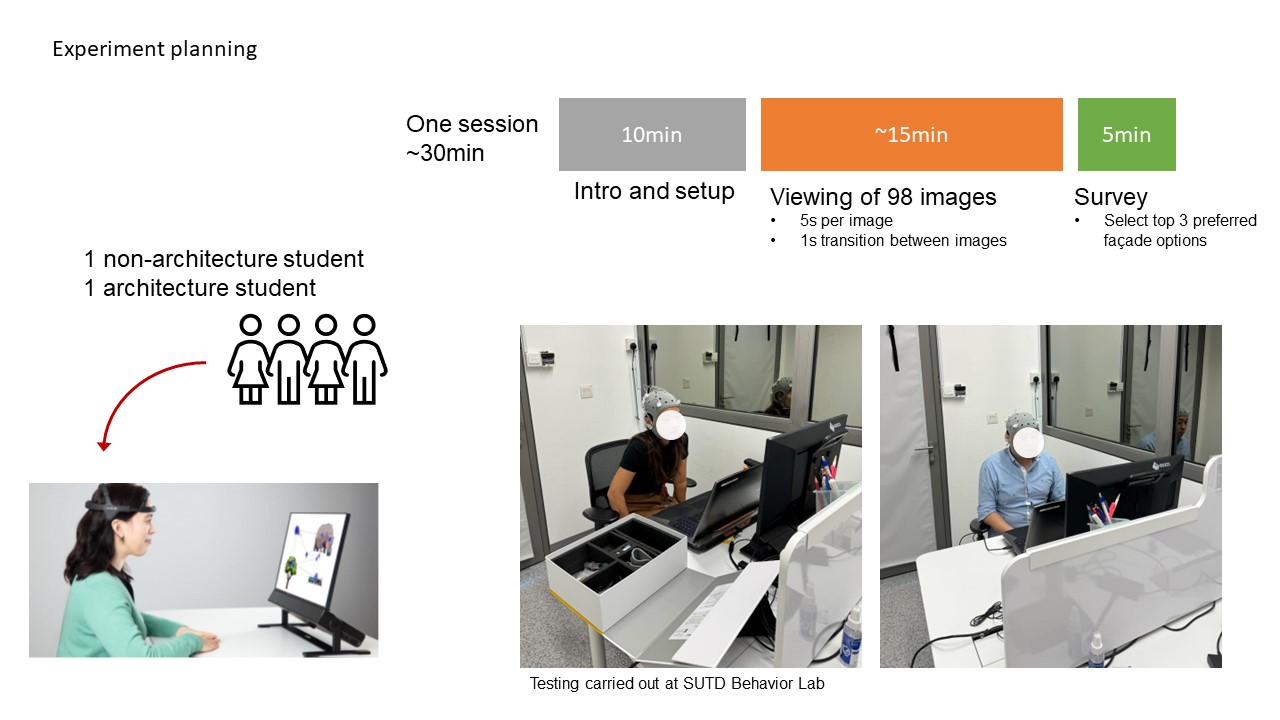 Experiment planning
One session
~30min
10min
~15min
5min
Intro and setup
Viewing of 98 images
• 5s per image
• 1s transition between images
Survey
• Select top 3 preferred
façade options
1 non-architecture student
1 architecture student
Testing carried out at SUTD Behavior Lab